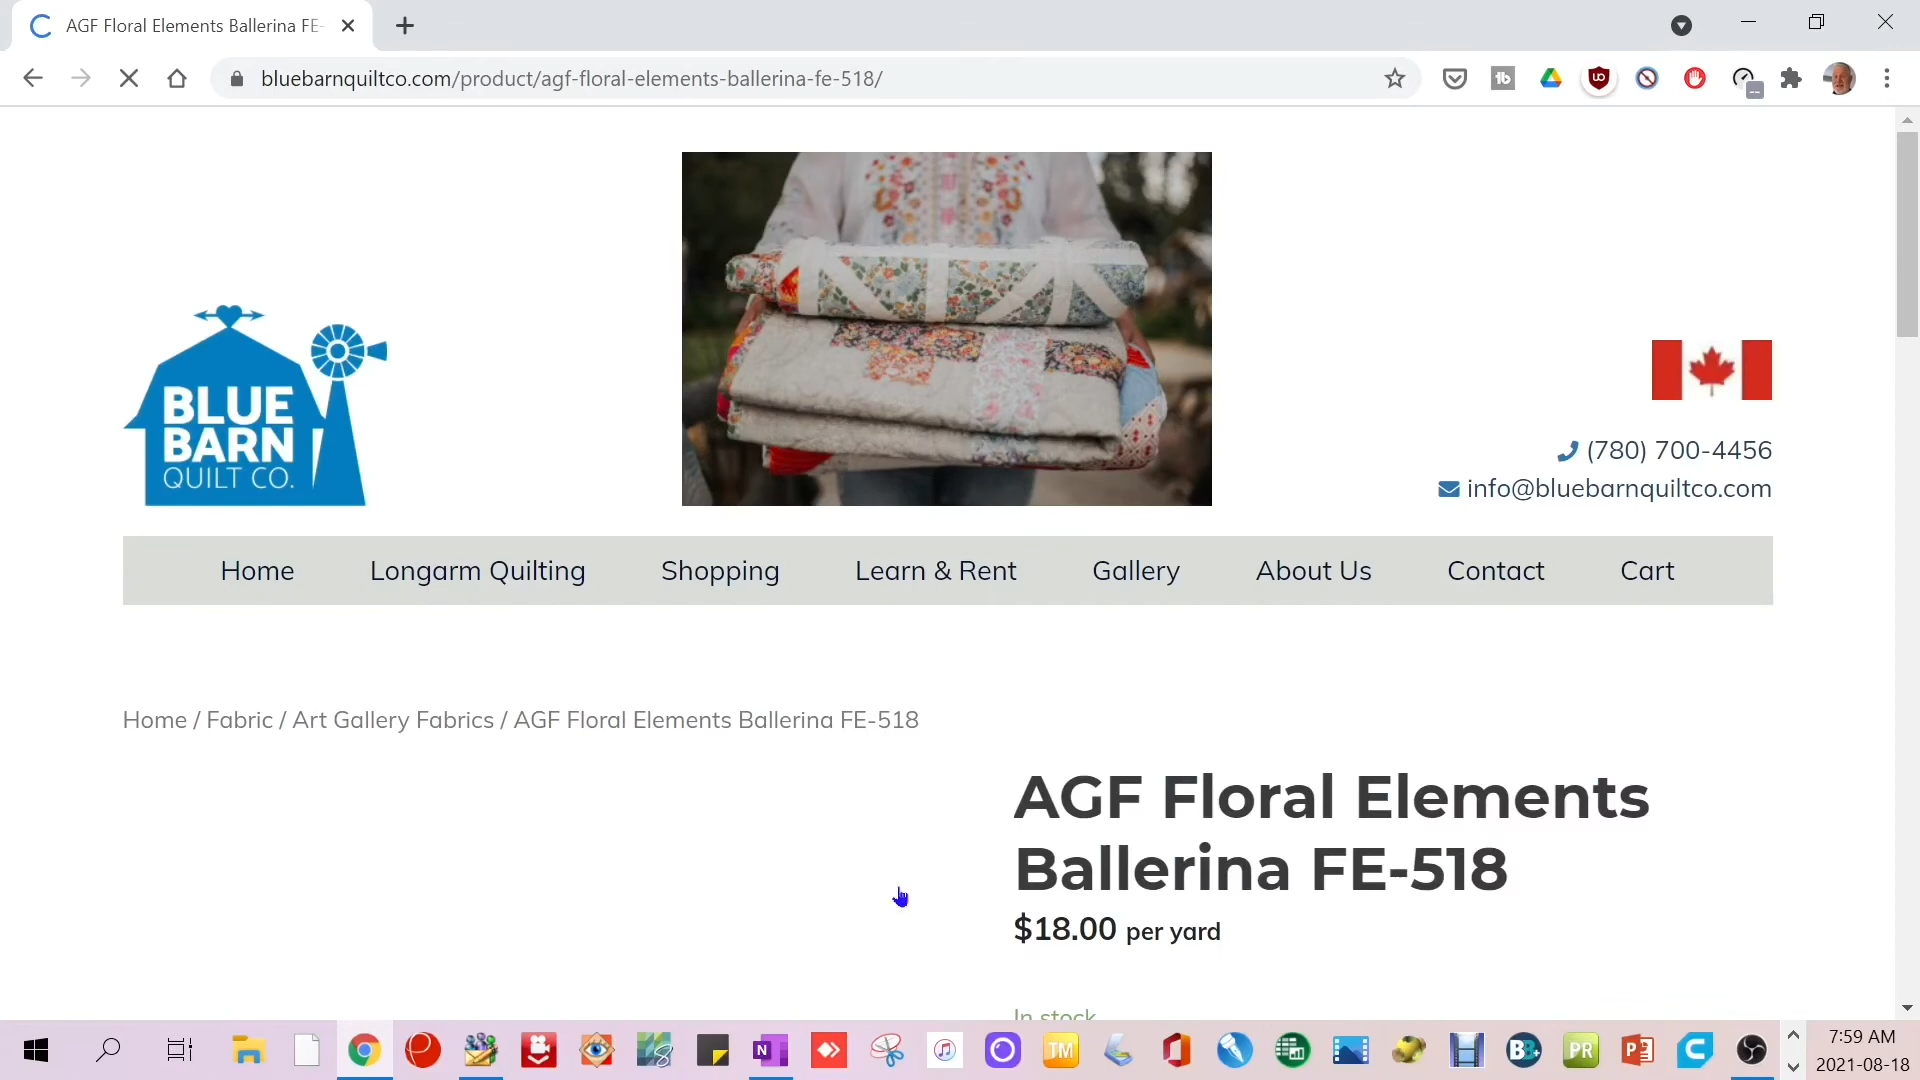 AGF Floral Elements Ballerina FE-
bluebarnquiltco.com/product/agf-floral-elements-ballerina-fe-518/
BLUE
BARN
QUILT CO.
(780) 700-4456
info@bluebarnquiltco.com
Home Longarm Quilting Shopping Learn & Rent Gallery About Us Contact Cart
Home / Fabric / Art Gallery Fabrics / AGF Floral Elements Ballerina FE-518
AGF Floral Elements
Ballerina FE-518
$18.00 per yard
In stock
7:59 AM
2021-08-18